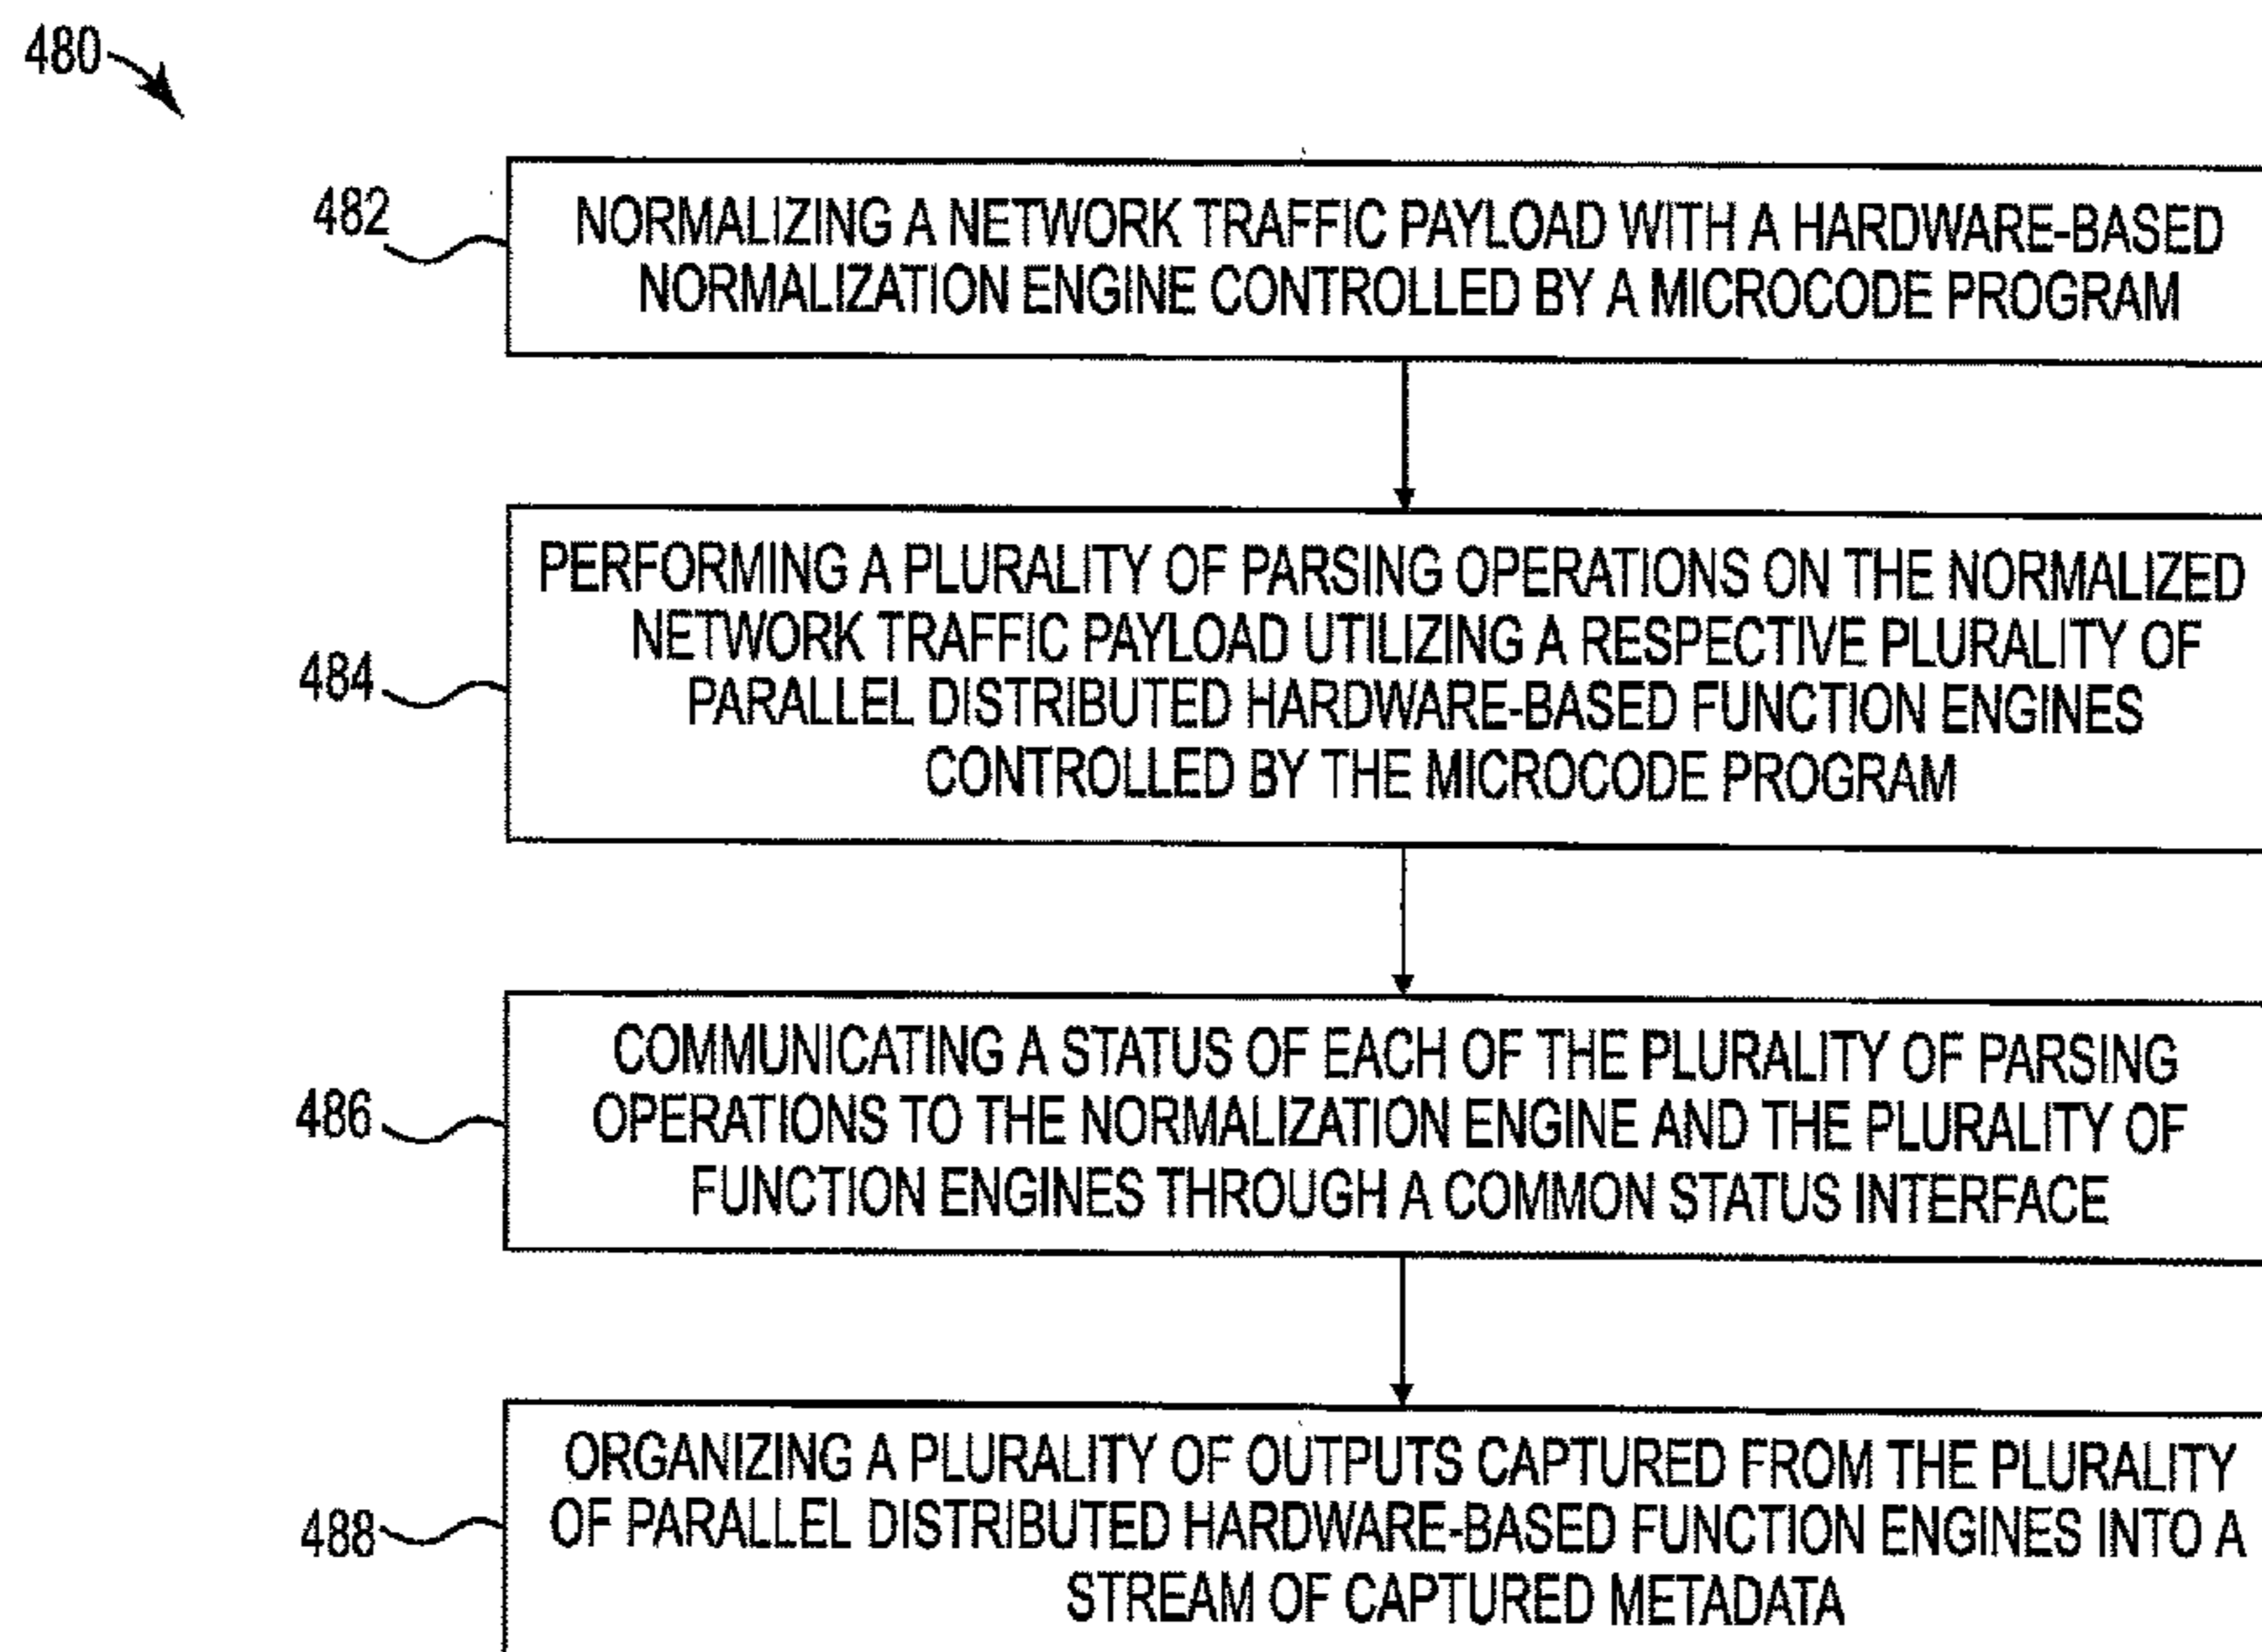 480
482
NORMALIZING A NETWORK TRAFFIC PAYLOAD WITH A HARDWARE-BASED
NORMALIZATION ENGINE CONTROLLED BY A MICROCODE PROGRAM
484
PERFORMING A PLURALITY OF PARSING OPERATIONS ON THE NORMALIZED
NETWORK TRAFFIC PAYLOAD UTILIZING A RESPECTIVE PLURALITY OF
PARALLEL DISTRIBUTED HARDWARE-BASED FUNCTION ENGINES
CONTROLLED BY THE MICROCODE PROGRAM
486
COMMUNICATING A STATUS OF EACH OF THE PLURALITY OF PARSING
OPERATIONS TO THE NORMALIZATION ENGINE AND THE PLURALITY OF
FUNCTION ENGINES THROUGH A COMMON STATUS INTERFACE
488
ORGANIZING A PLURALITY OF OUTPUTS CAPTURED FROM THE PLURALITY
OF PARALLEL DISTRIBUTED HARDWARE-BASED FUNCTION ENGINES INTO A
STREAM OF CAPTURED METADATA